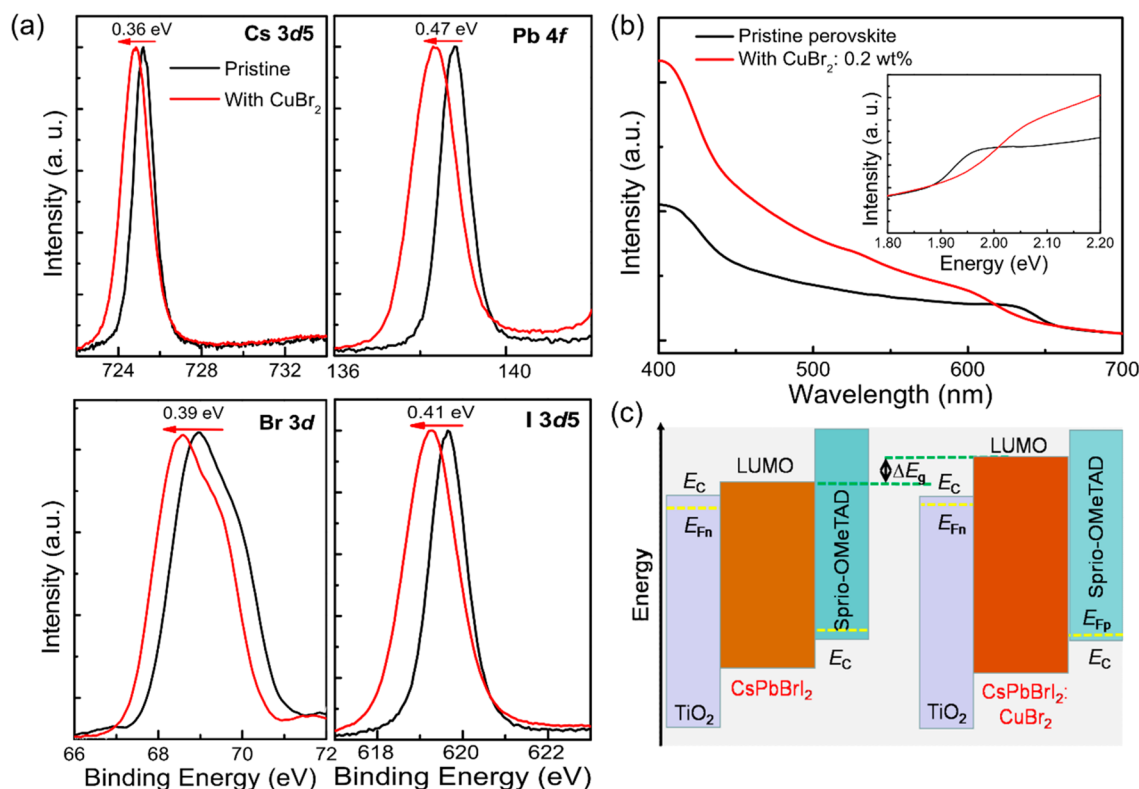 (a)
0.36 eV
Cs 3d5
Pristine
With CuBr2
Intensity (a. u.)
724
728
732
0.47 eV
Pb 4f
136
140
0.39 eV
Br 3d
Intensity (a.u.)
66
68
70
72
Binding Energy (eV)
0.41 eV
I 3d5
618
620
622
Binding Energy (eV)
(b)
Pristine perovskite
With CuBr2: 0.2 wt%
Intensity (a.u.)
400
500
600
700
Wavelength (nm)
Intensity (a.u.)
1.80
1.90
2.00
2.10
2.20
Energy (eV)
(c)
Energy
EC
EFn
TiO2
LUMO
CsPbBrI2
Sprio-OMeTAD
EC
ΔEg
EC
EFn
TiO2
LUMO
CsPbBrI2:
CuBr2
Sprio-OMeTAD
EFp
EC